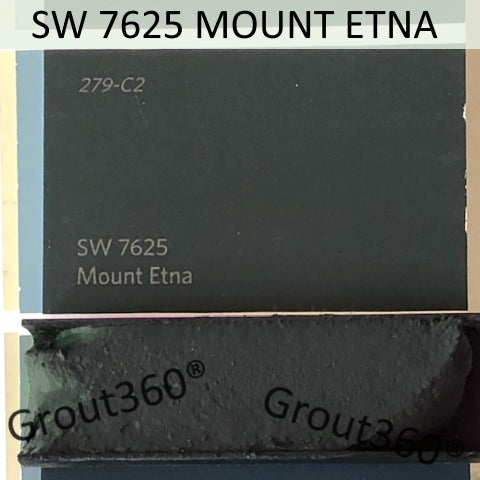 SW 7625 MOUNT ETNA
279-C2
SW 7625
Mount Etna
Grout360®
Grout360®